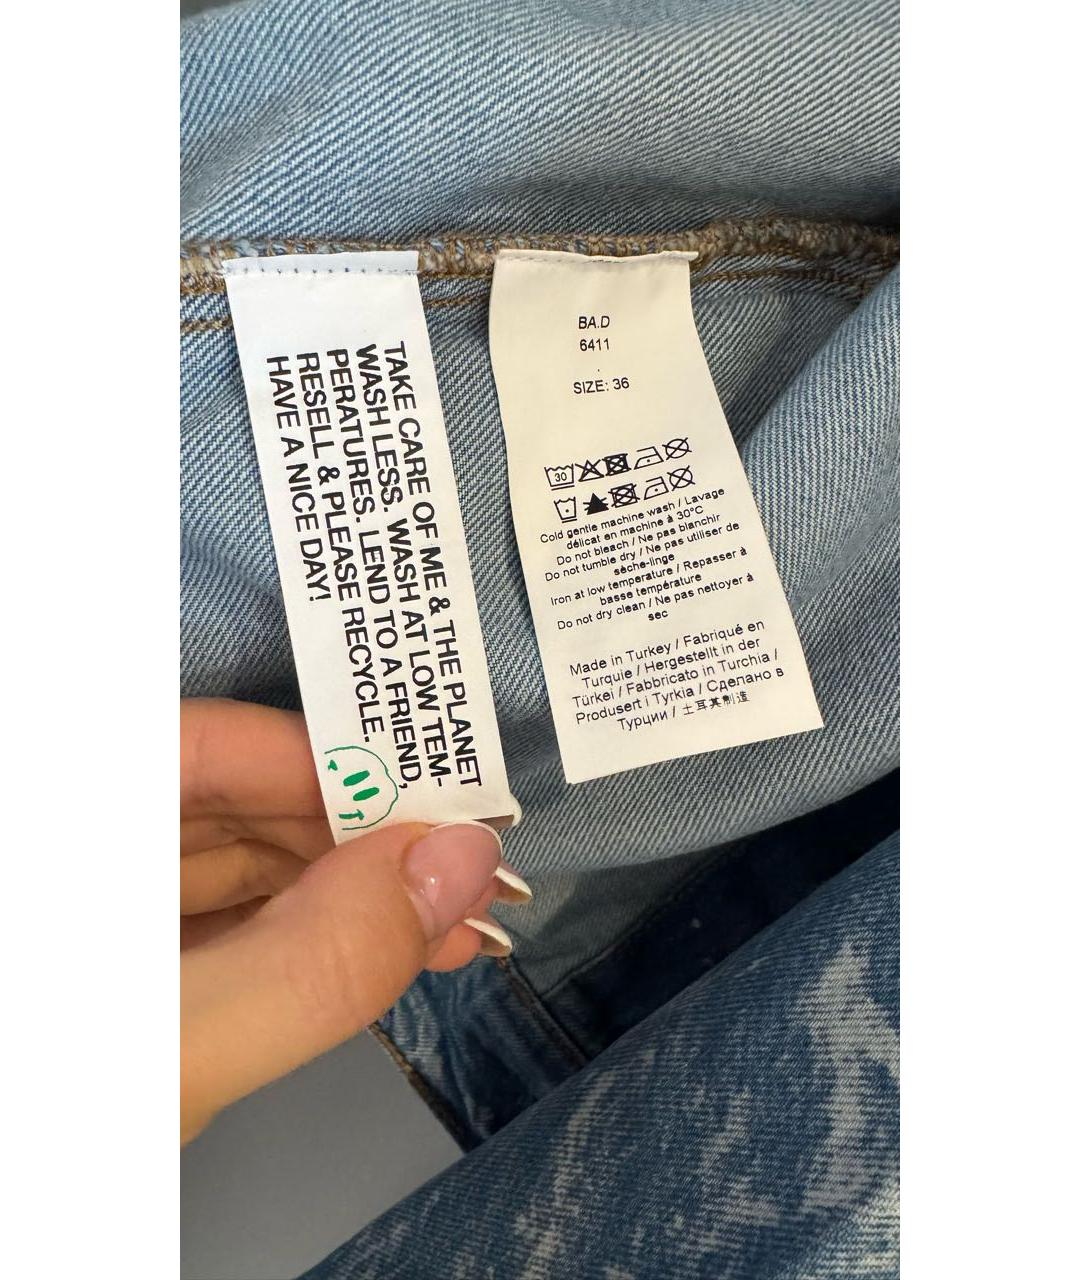 TAKE CARE OF ME & THE PLANET
WASH LESS. WASH AT LOW TEM-
PERATURES. LEND TO A FRIEND,
RESELL & PLEASE RECYCLE.
HAVE A NICE DAY!
BA.D
6411
.
SIZE: 36
30
Cold gentle machine wash / Lavage
délicat en machine à 30°C
Do not bleach / Ne pas blanchir
Do not tumble dry / Ne pas utiliser de
sèche-linge
Iron at low temperature / Repasser à
basse température
Do not dry clean / Ne pas nettoyer à
sec
Made in Turkey / Fabriqué en
Turquie / Hergestellt in der
Türkei / Fabbricato in Turchia /
Produsert i Tyrkia / Сделано в
Турции / 土耳其制造